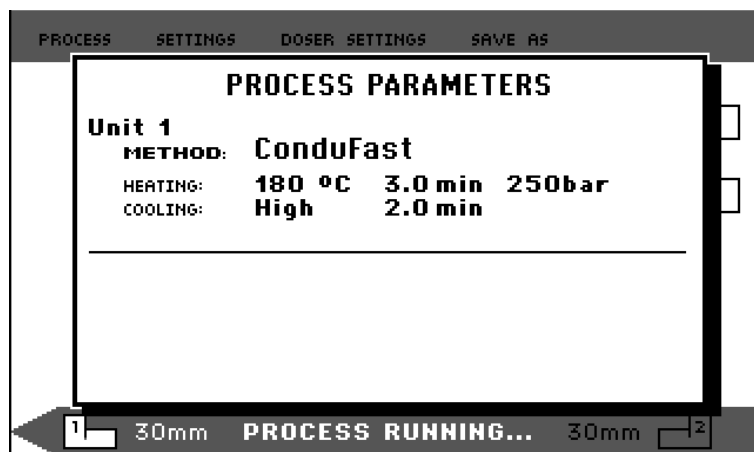 PROCESS SETTINGS DOSER SETTINGS SAVE AS
PROCESS PARAMETERS
Unit 1
METHOD: ConduFast
HEATING: 180 ºC 3.0 min 250bar
COOLING: High 2.0 min
1 30mm PROCESS RUNNING... 30mm 2